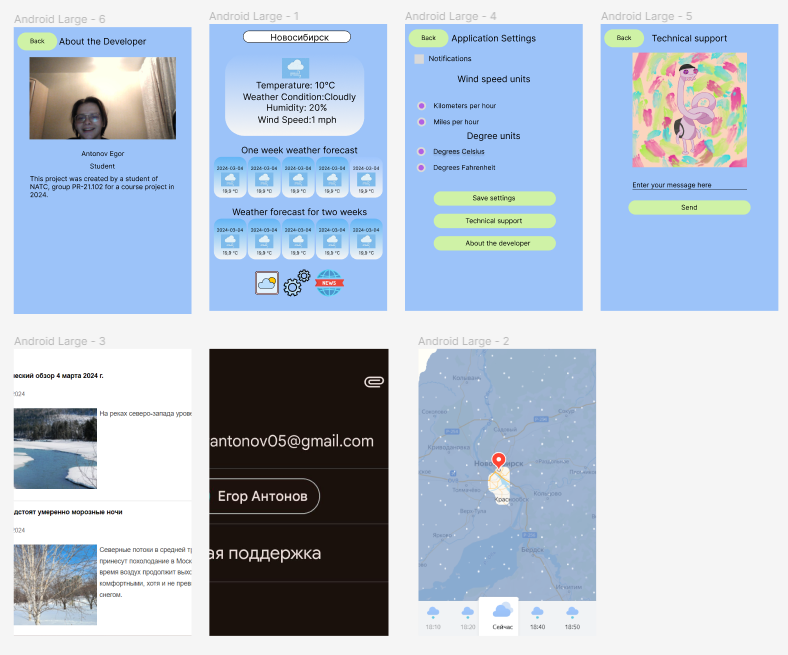 Android Large - 6
Back
About the Developer
Antonov Egor
Student
This project was created by a student of
NATC, group PR-21.102 for a course project in
2024.
Android Large - 1
Новосибирск
Temperature: 10°C
Weather Condition:Cloudly
Humidity: 20%
Wind Speed:1 mph
One week weather forecast
2024-03-04 2024-03-04 2024-03-04 2024-03-04 2024-03-04
19,9 °C 19,9 °C 19,9 °C 19,9 °C 19,9 °C
Weather forecast for two weeks
2024-03-04 2024-03-04 2024-03-04 2024-03-04 2024-03-04
19,9 °C 19,9 °C 19,9 °C 19,9 °C 19,9 °C
NEWS
Android Large - 4
Back
Application Settings
Notifications
Wind speed units
Kilometers per hour
Miles per hour
Degree units
Degrees Celsius
Degrees Fahrenheit
Save settings
Technical support
About the developer
Android Large - 5
Back
Technical support
Enter your message here
Send
Android Large - 3
ческий обзор 4 марта 2024 г.
2024
На реках северо-запада уров
дстоят умеренно морозные ночи
2024
Северные потоки в средней т
принесут похолодание в Моск
время воздух продолжит выхо
комфортными, хотя и не прев
снегом.
antonov05@gmail.com
Егор Антонов
ая поддержка
Android Large - 2
Новосибирск
Краснообск
Бердск
Сейчас
18:10 18:20 18:40 18:50